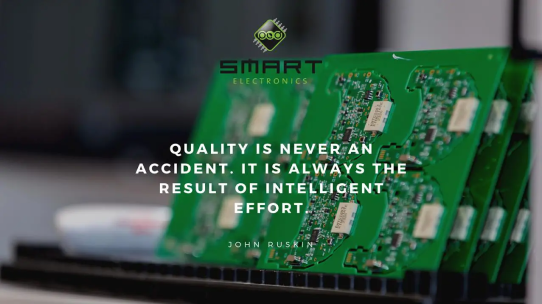 SMART
ELECTRONICS
QUALITY IS NEVER AN
ACCIDENT. IT IS ALWAYS THE
RESULT OF INTELLIGENT
EFFORT.
JOHN RUSKIN